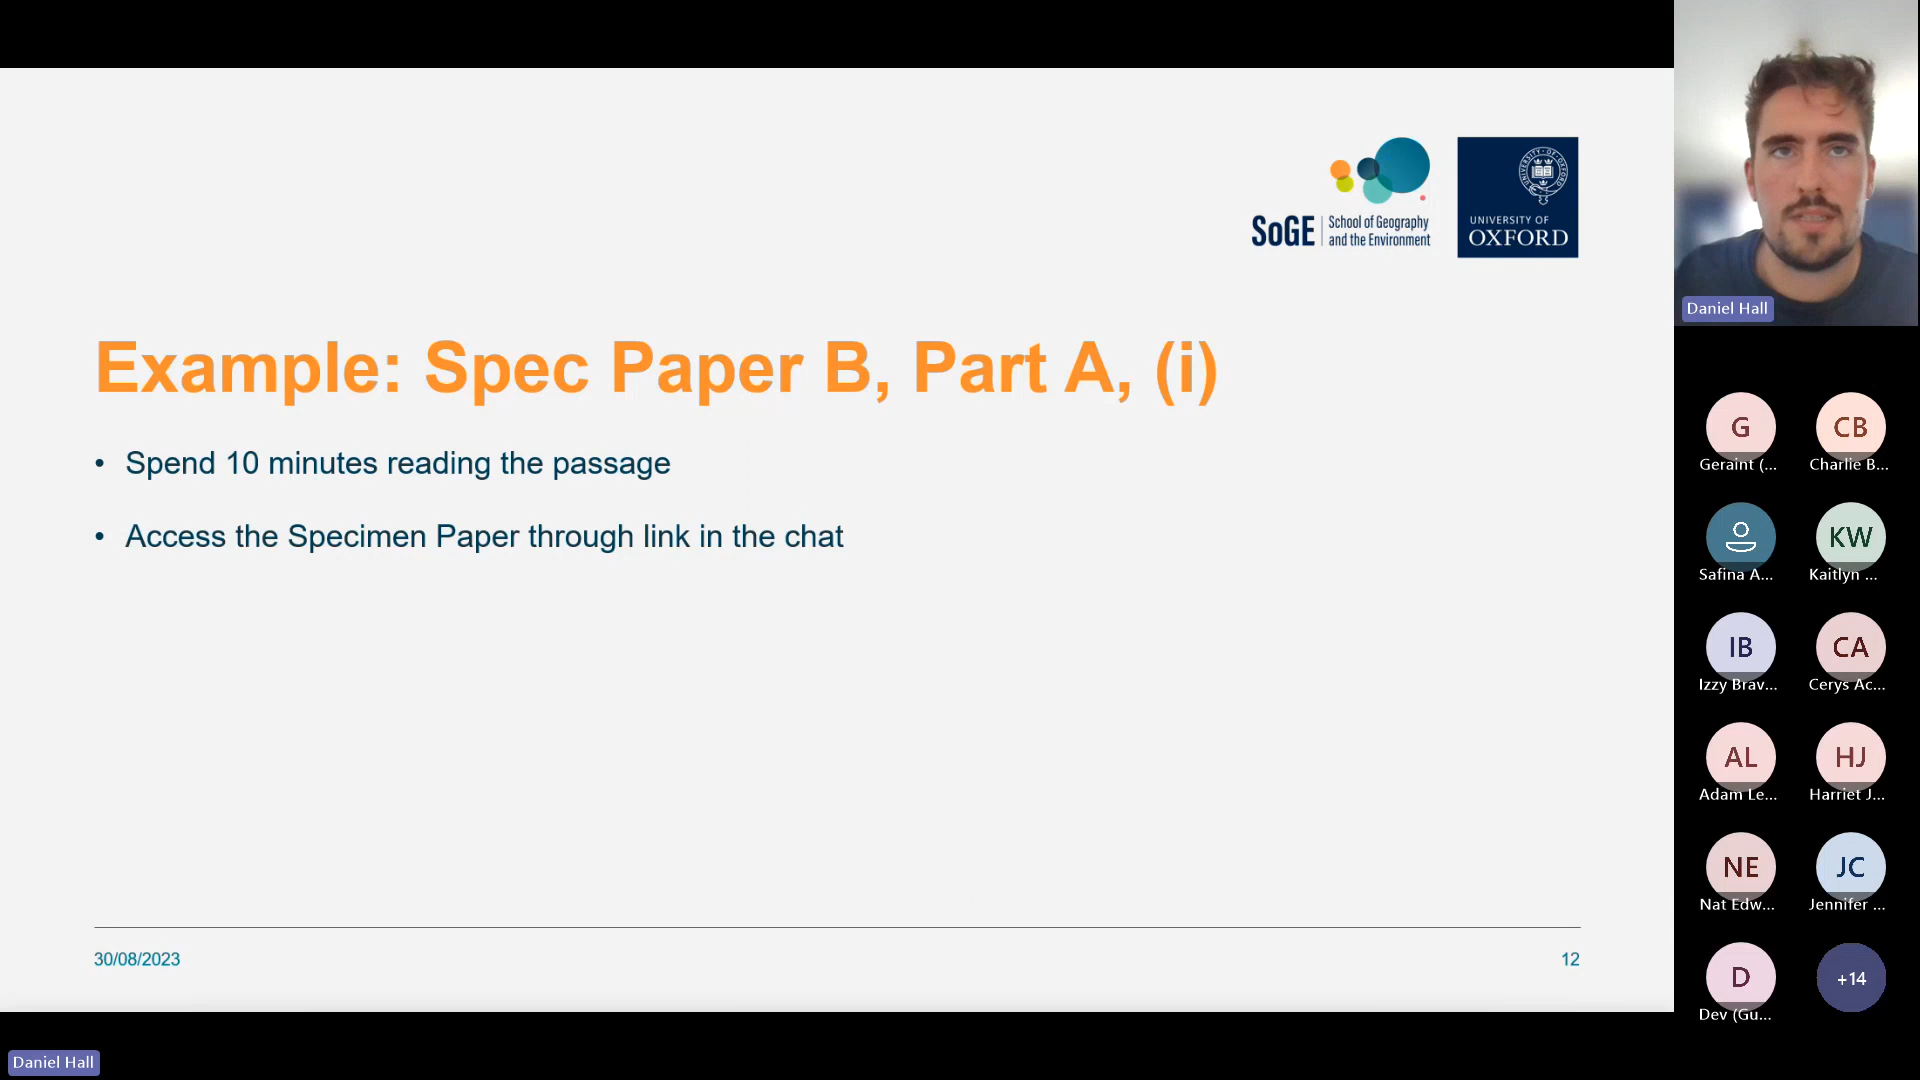 SoGE
School of Geography
and the Environment
UNIVERSITY OF
OXFORD
Example: Spec Paper B, Part A, (i)
• Spend 10 minutes reading the passage
• Access the Specimen Paper through link in the chat
30/08/2023
12
Daniel Hall
Daniel Hall
G
Geraint (...
CB
Charlie B...
Safina A...
KW
Kaitlyn ...
IB
Izzy Brav...
CA
Cerys Ac...
AL
Adam Le...
HJ
Harriet J...
NE
Nat Edw...
JC
Jennifer ...
D
Dev (Gu...
+14